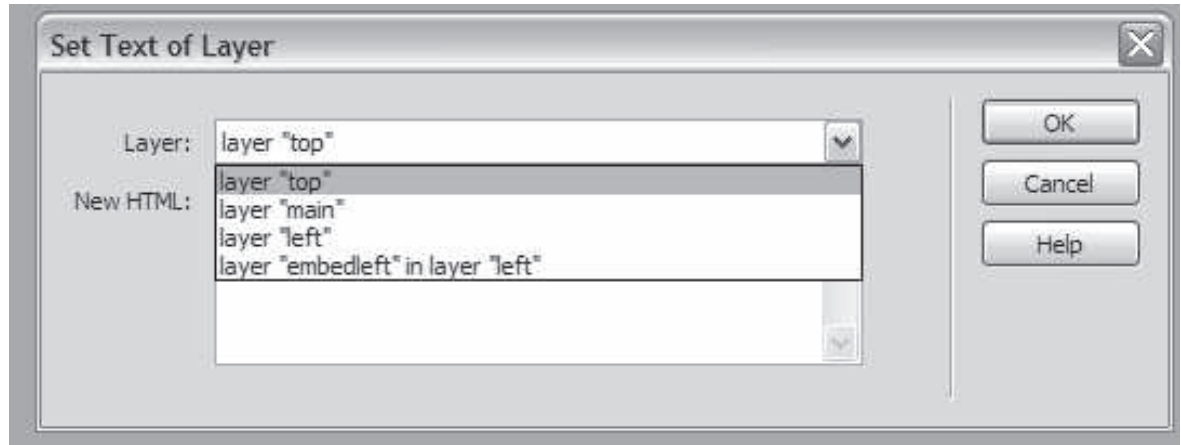 Set Text of Layer
Layer:
layer "top"
layer "top"
layer "main"
layer "left"
layer "embedleft" in layer "left"
New HTML:
OK
Cancel
Help